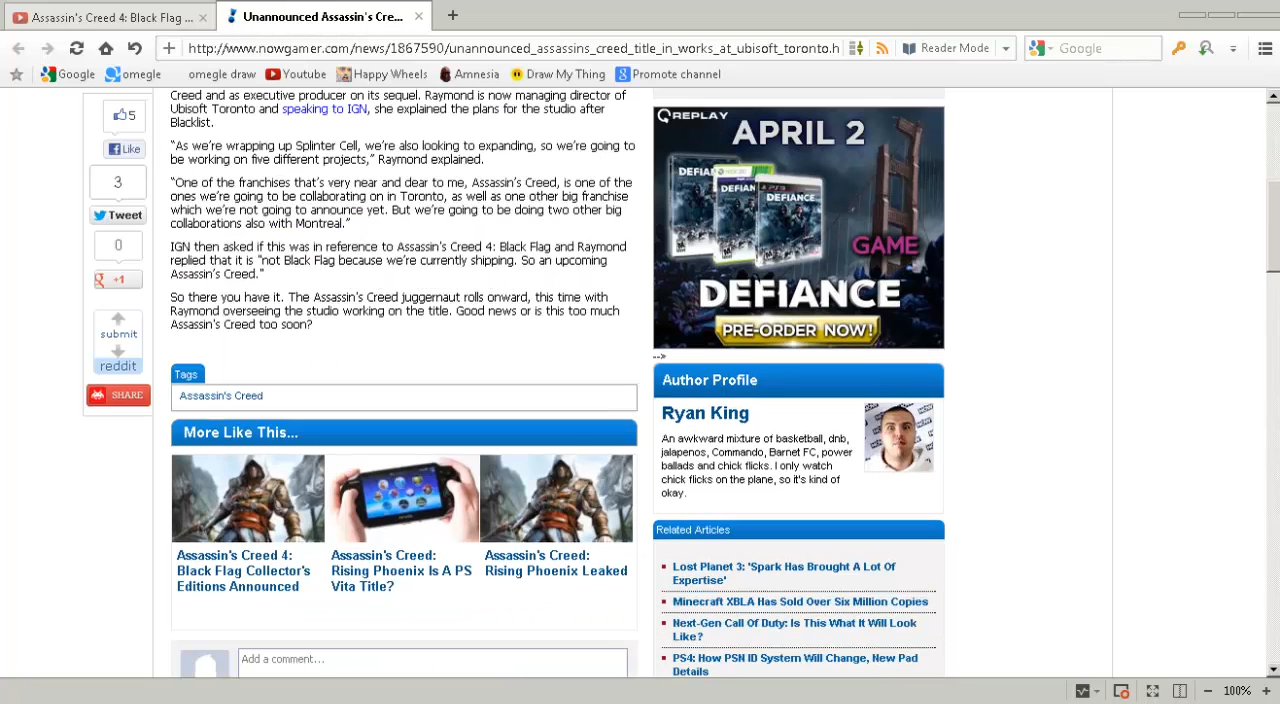 Assassin's Creed 4: Black Flag ...
Unannounced Assassin's Cre...
http://www.nowgamer.com/news/1867590/unannounced_assassins_creed_title_in_works_at_ubisoft_toronto.h
Reader Mode
Google
Google
omegle
omegle draw
Youtube
Happy Wheels
Amnesia
Draw My Thing
Promote channel
5
Like
3
Tweet
0
+1
submit
reddit
SHARE
Creed and as executive producer on its sequel. Raymond is now managing director of
Ubisoft Toronto and speaking to IGN, she explained the plans for the studio after
Blacklist.
“As we’re wrapping up Splinter Cell, we’re also looking to expanding, so we’re going to
be working on five different projects,” Raymond explained.
“One of the franchises that’s very near and dear to me, Assassin’s Creed, is one of the
ones we’re going to be collaborating on in Toronto, as well as one other big franchise
which we’re not going to announce yet. But we’re going to be doing two other big
collaborations also with Montreal.”
IGN then asked if this was in reference to Assassin’s Creed 4: Black Flag and Raymond
replied that it is “not Black Flag because we’re currently shipping. So an upcoming
Assassin’s Creed."
So there you have it. The Assassin’s Creed juggernaut rolls onward, this time with
Raymond overseeing the studio working on the title. Good news or is this too much
Assassin’s Creed too soon?
Tags
Assassin's Creed
More Like This...
Assassin's Creed 4:
Black Flag Collector's
Editions Announced
Assassin's Creed:
Rising Phoenix Is A PS
Vita Title?
Assassin's Creed:
Rising Phoenix Leaked
Add a comment...
REPLAY
APRIL 2
DEFIANCE
DEFIANCE
DEFIANCE
GAME
DEFIANCE
PRE-ORDER NOW!
-->
Author Profile
Ryan King
An awkward mixture of basketball, dnb,
jalapenos, Commando, Barnet FC, power
ballads and chick flicks. I only watch
chick flicks on the plane, so it's kind of
okay.
Related Articles
Lost Planet 3: 'Spark Has Brought A Lot Of
Expertise'
Minecraft XBLA Has Sold Over Six Million Copies
Next-Gen Call Of Duty: Is This What It Will Look
Like?
PS4: How PSN ID System Will Change, New Pad
Details
100%